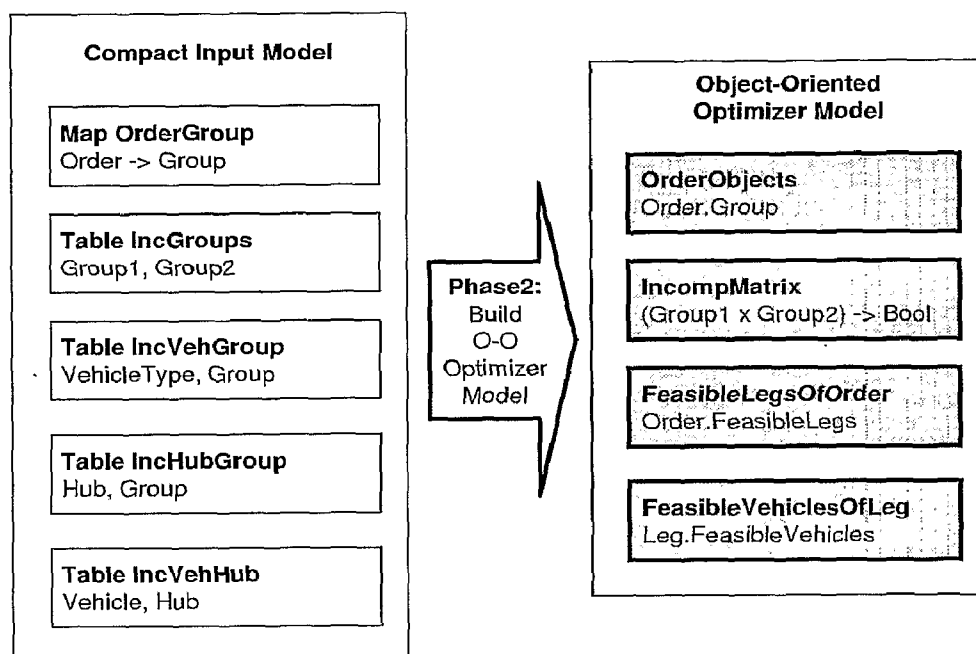 Compact Input Model
Map OrderGroup
Order -> Group
Table IncGroups
Group1, Group2
Table IncVehGroup
VehicleType, Group
Table IncHubGroup
Hub, Group
Table IncVehHub
Vehicle, Hub
Phase2:
Build
O-O
Optimizer
Model
Object-Oriented
Optimizer Model
OrderObjects
Order.Group
IncompMatrix
(Group1 x Group2) -> Bool
FeasibleLegsOfOrder
Order.FeasibleLegs
FeasibleVehiclesOfLeg
Leg.FeasibleVehicles